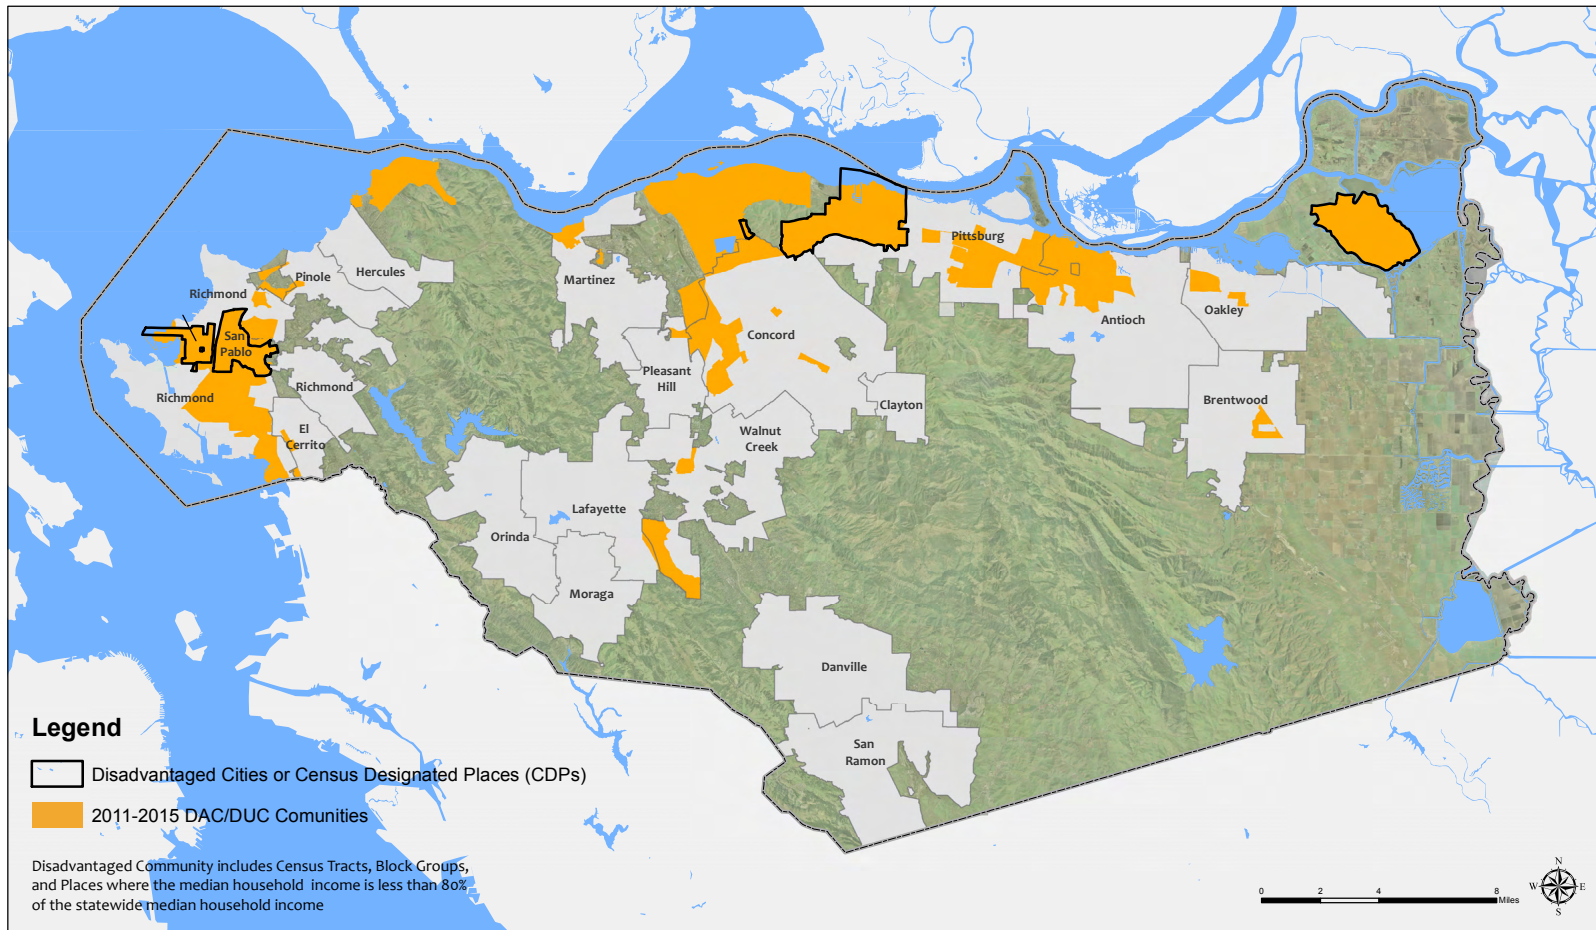 Pittsburg
Hercules
Pinole
Martinez
Richmond
Oakley
Antioch
San
Pablo
Concord
Pleasant
Hill
Richmond
Richmond
Brentwood
Clayton
El
Cerrito
Walnut
Creek
Lafayette
Orinda
Moraga
Danville
San
Ramon
Legend
Disadvantaged Cities or Census Designated Places (CDPs)
2011-2015 DAC/DUC Comunities
Disadvantaged Community includes Census Tracts, Block Groups,
and Places where the median household income is less than 80%
of the statewide median household income
N
W E
S
0 2 4 8
Miles